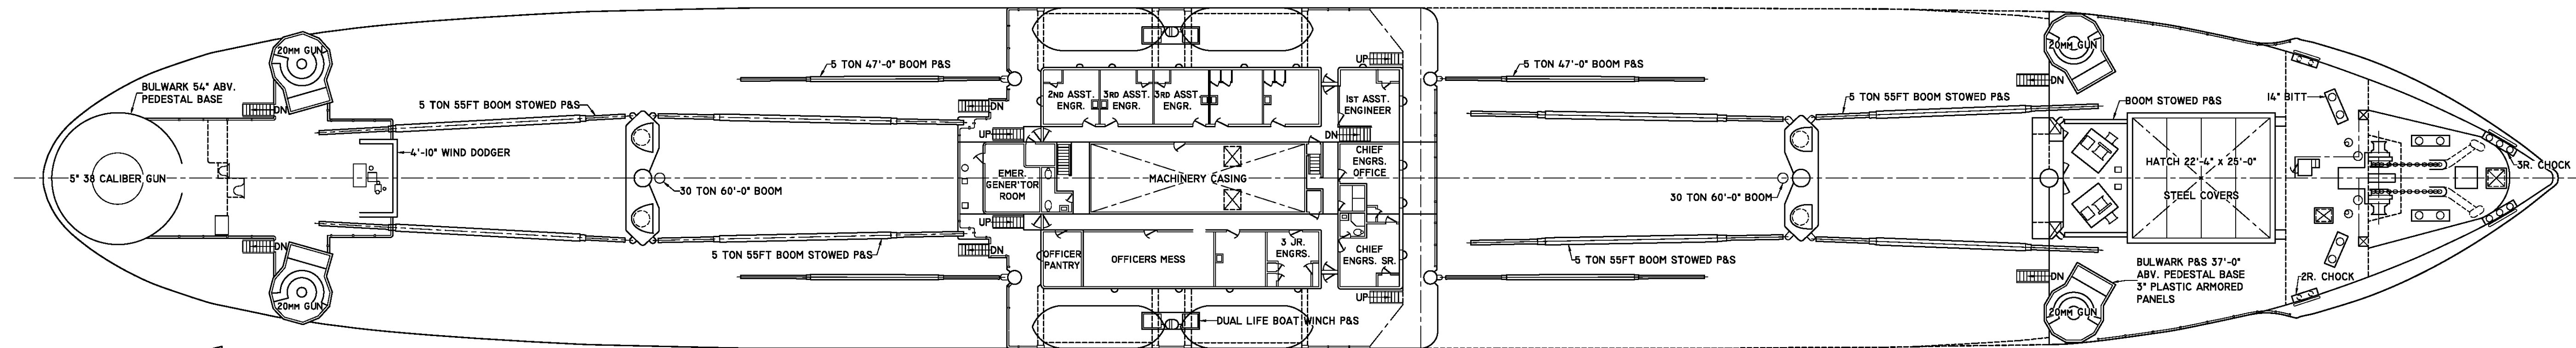 20MM GUN
BULWARK 54" ABV.
PEDESTAL BASE
DN
5 TON 55FT BOOM STOWED P&S
5 TON 47'-0" BOOM P&S
4'-10" WIND DODGER
5" 38 CALIBER GUN
30 TON 60'-0" BOOM
DN
20MM GUN
5 TON 55FT BOOM STOWED P&S
DN
UP
2ND ASST.
ENGR.
3RD ASST.
ENGR.
3RD ASST.
ENGR.
UP
1ST ASST.
ENGINEER
DN
CHIEF
ENGRS.
OFFICE
EMER.
GENER'TOR
ROOM
MACHINERY CASING
UP
DN
OFFICER
PANTRY
OFFICERS MESS
3 JR.
ENGRS.
CHIEF
ENGRS. SR.
UP
DUAL LIFE BOAT WINCH P&S
5 TON 47'-0" BOOM P&S
5 TON 55FT BOOM STOWED P&S
30 TON 60'-0" BOOM
5 TON 55FT BOOM STOWED P&S
20MM GUN
DN
BOOM STOWED P&S
14" BITT
HATCH 22'-4" x 25'-0"
STEEL COVERS
3R. CHOCK
DN
BULWARK P&S 37'-0"
ABV. PEDESTAL BASE
3" PLASTIC ARMORED
PANELS
2R. CHOCK
20MM GUN